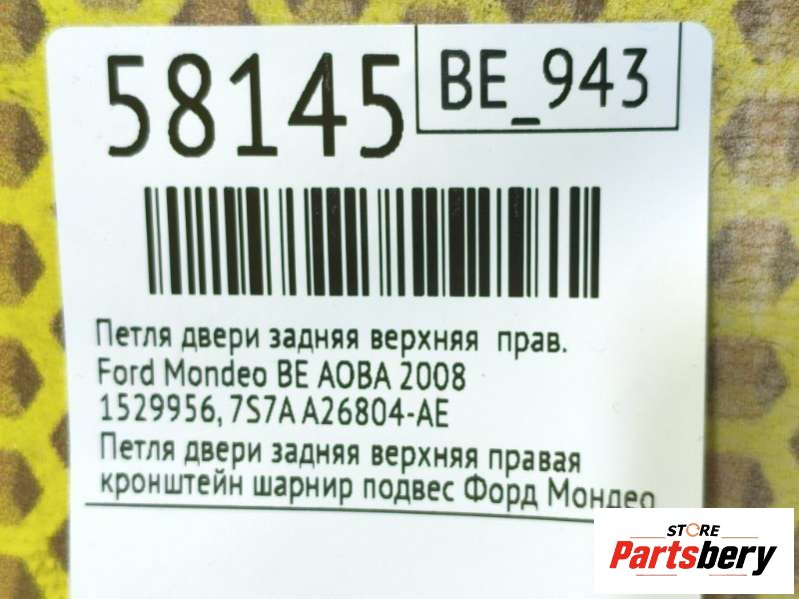 58145
BE_943
Петля двери задняя верхняя прав.
Ford Mondeo BE AOBA 2008
1529956, 7S7A A26804-AE
Петля двери задняя верхняя правая
кронштейн шарнир подвес Форд Мондео
STORE
Partsbery